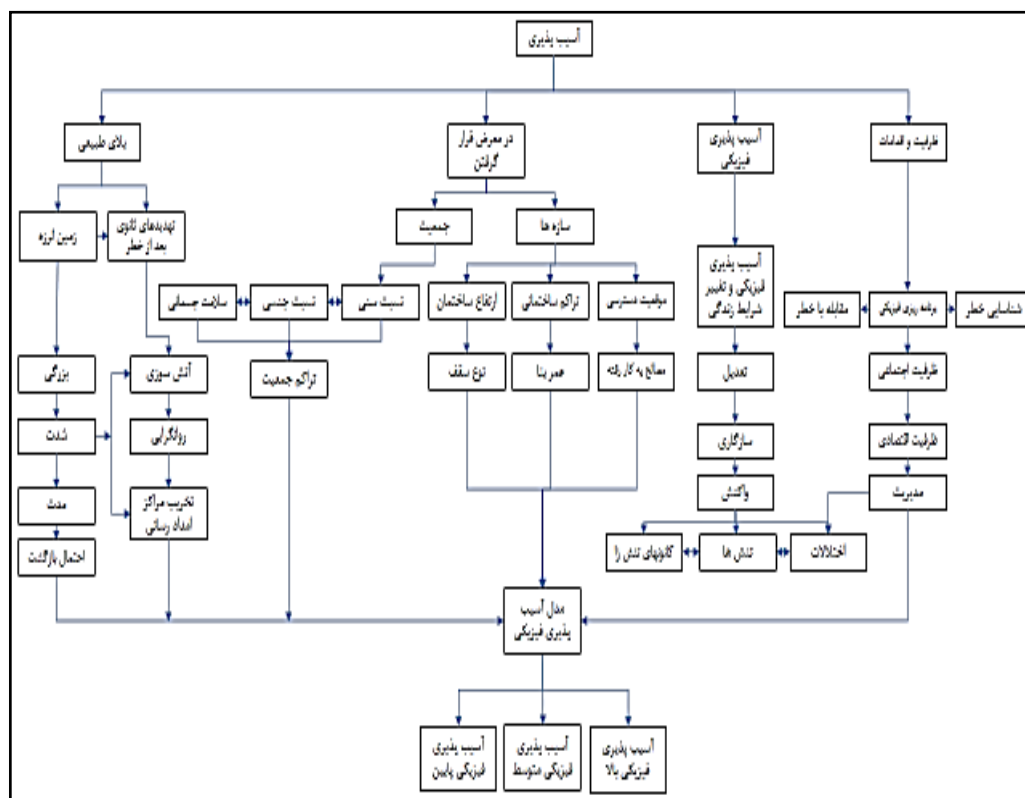 آسیب پذیری
ظرفیت و اقدامات
آسیب پذیری
فیزیکی
در معرض قرار
گرفتن
بلای طبیعی
سازه ها
جمعیت
تهدیدهای ثانوی
بعد از خطر
زمین لرزه
آسیب پذیری
فیزیکی و تغییر
شرایط زندگی
شناسایی خطر
برنامه ریزی فیزیکی
مقابله با خطر
موقعیت دسترسی
تراکم ساختمانی
ارتفاع ساختمان
نسبت سنی
نسبت جنسی
سلامت جسمانی
ظرفیت اجتماعی
تعدیل
مصالح به کار رفته
عمر بنا
نوع سقف
تراکم جمعیت
آتش سوزی
بزرگی
ظرفیت اقتصادی
سازگاری
روانگرایی
شدت
مدیریت
واکنش
تخریب مراکز
امداد رسانی
مدت
اختلالات
تنش ها
کانونهای تنش زا
احتمال بازگشت
مدل آسیب
پذیری فیزیکی
آسیب پذیری
فیزیکی بالا
آسیب پذیری
فیزیکی متوسط
آسیب پذیری
فیزیکی پایین